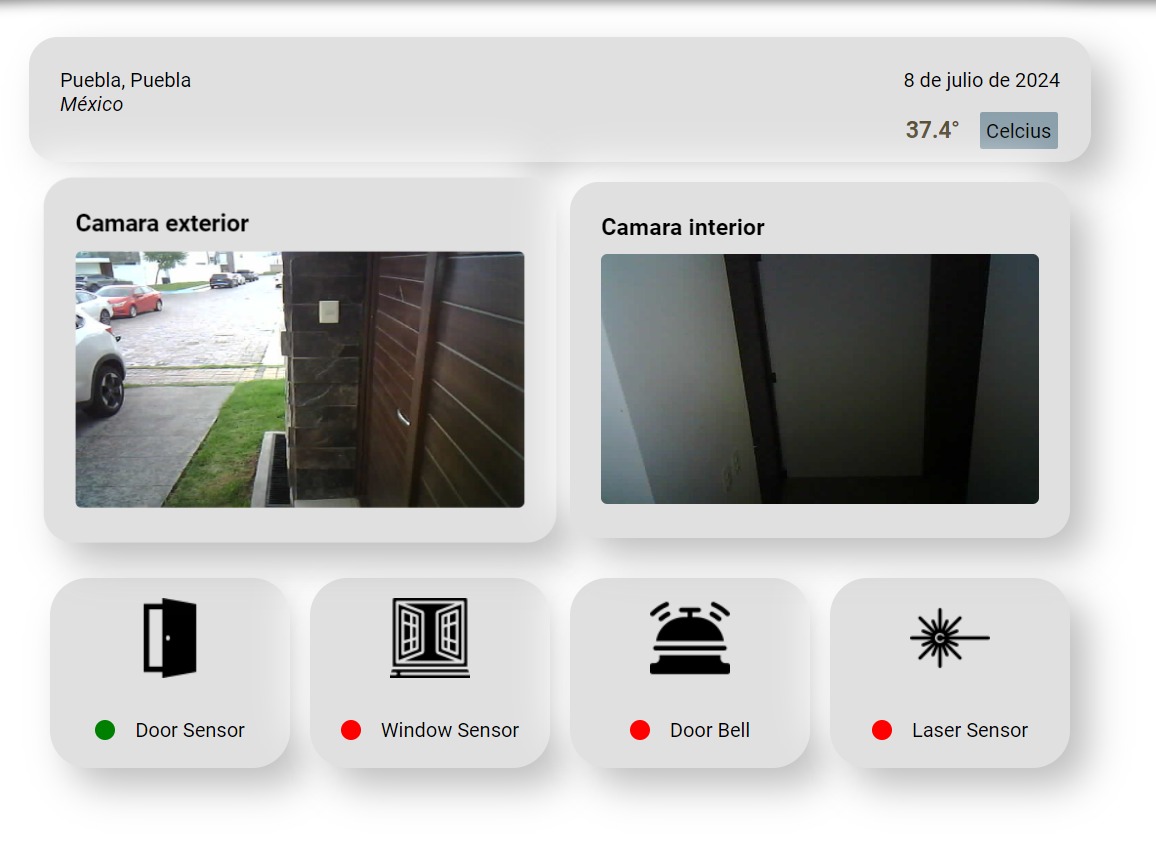 Puebla, Puebla
México
8 de julio de 2024
37.4° Celcius
Camara exterior
Camara interior
Door Sensor
Window Sensor
Door Bell
Laser Sensor